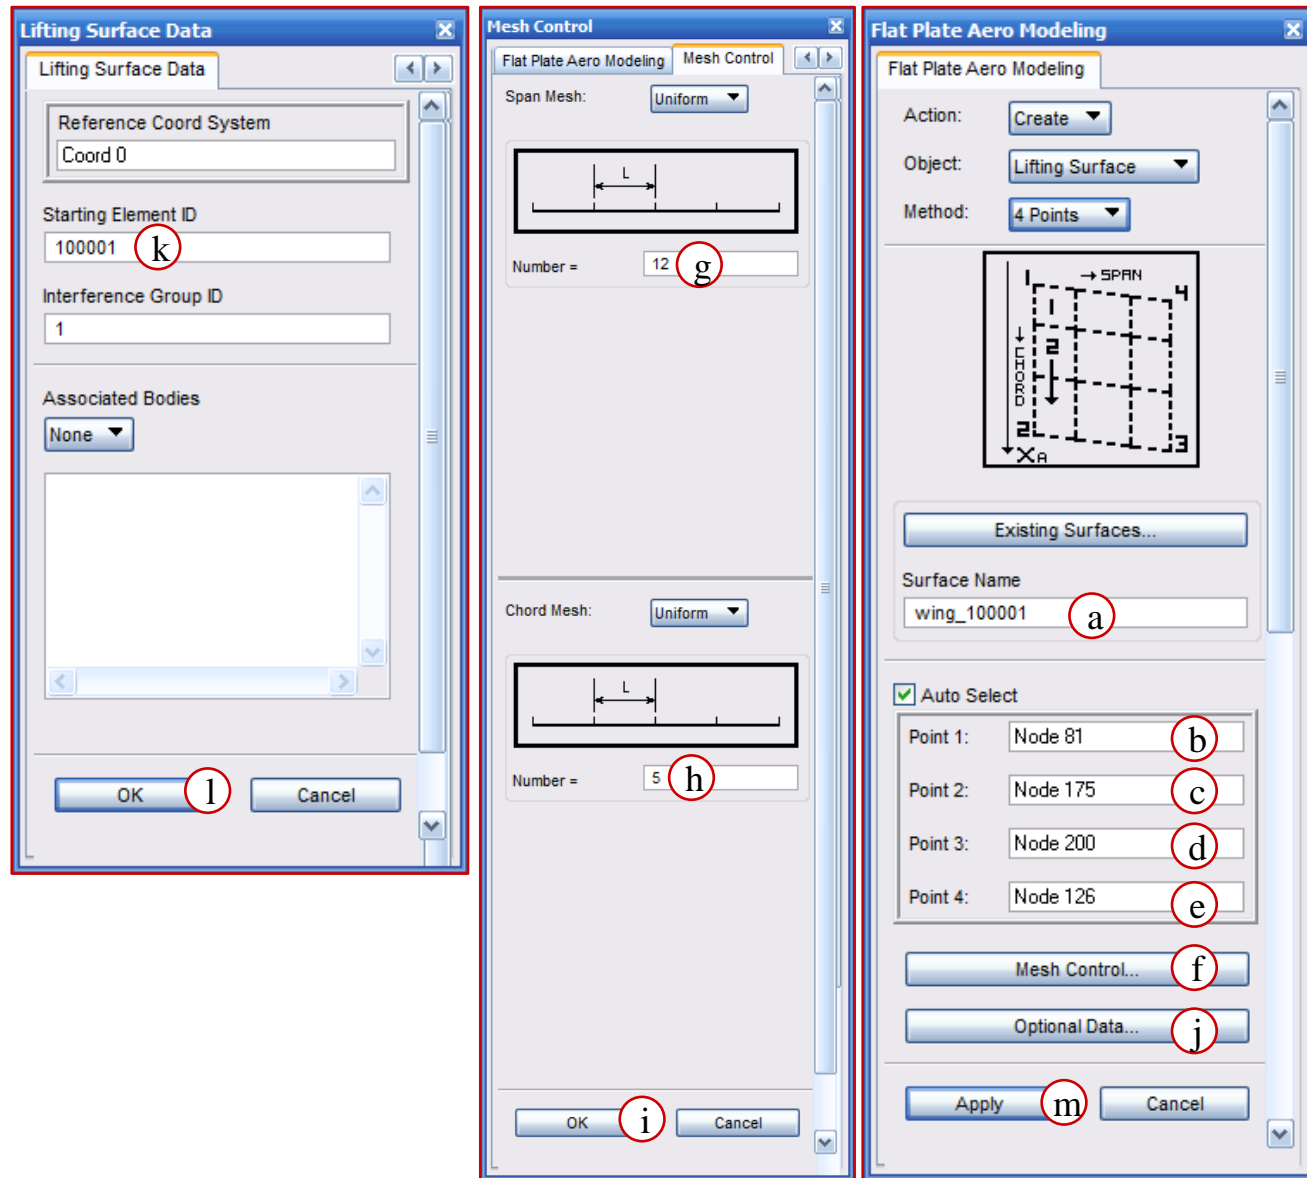 Lifting Surface Data
Lifting Surface Data
Reference Coord System
Coord 0
Starting Element ID
100001 k
Interference Group ID
1
Associated Bodies
None
OK l Cancel
Mesh Control
Flat Plate Aero Modeling Mesh Control
Span Mesh: Uniform
L
Number = 12 g
Chord Mesh: Uniform
L
Number = 5 h
OK i Cancel
Flat Plate Aero Modeling
Flat Plate Aero Modeling
Action: Create
Object: Lifting Surface
Method: 4 Points
1 → SPAN 4
1
2
CHORD
2 3
XA
Existing Surfaces...
Surface Name
wing_100001 a
Auto Select
Point 1: Node 81 b
Point 2: Node 175 c
Point 3: Node 200 d
Point 4: Node 126 e
Mesh Control... f
Optional Data... j
Apply m Cancel